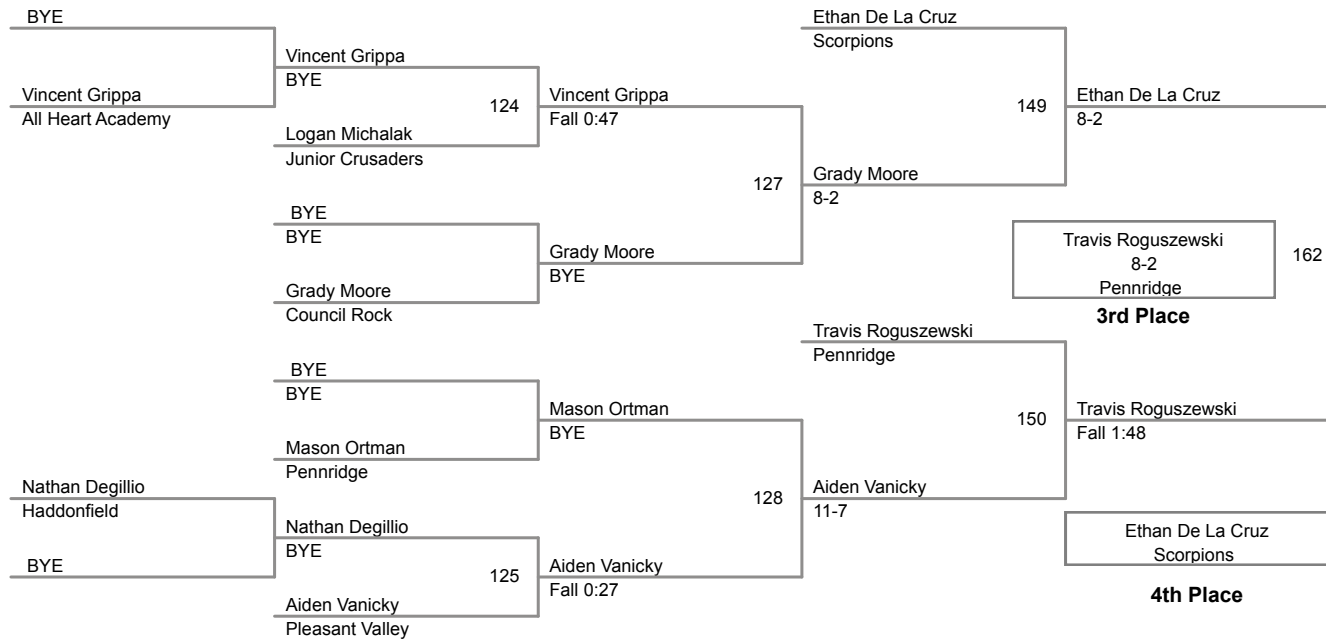 BYE
Vincent Grippa
All Heart Academy
Vincent Grippa
BYE
124
Logan Michalak
Junior Crusaders
Vincent Grippa
Fall 0:47
BYE
BYE
Grady Moore
Council Rock
Grady Moore
BYE
127
Ethan De La Cruz
Scorpions
Grady Moore
8-2
149
Ethan De La Cruz
8-2
Travis Roguszewski
8-2
Pennridge
162
3rd Place
BYE
BYE
Mason Ortman
Pennridge
Mason Ortman
BYE
Nathan Degillio
Haddonfield
BYE
Nathan Degillio
BYE
125
Aiden Vanicky
Pleasant Valley
Aiden Vanicky
Fall 0:27
128
Travis Roguszewski
Pennridge
Aiden Vanicky
11-7
150
Travis Roguszewski
Fall 1:48
Ethan De La Cruz
Scorpions
4th Place